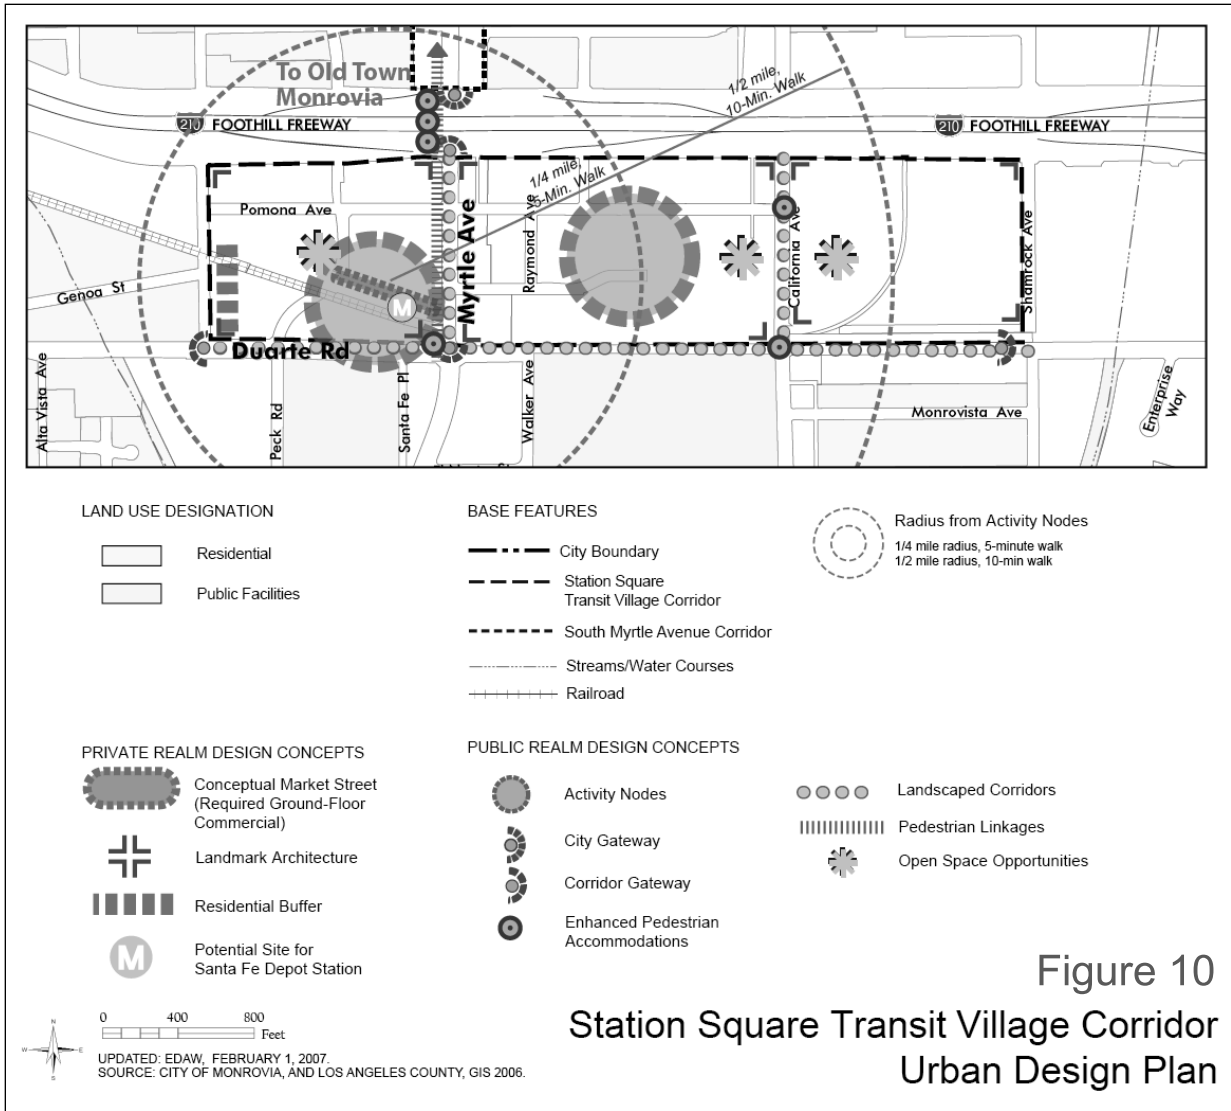 To Old Town
Monrovia
1/2 mile,
10-Min. Walk
210
FOOTHILL FREEWAY
210
FOOTHILL FREEWAY
1/4 mile,
5-Min. Walk
Pomona Ave
Myrtle Ave
Raymond Ave
California Ave
Shamrock Ave
Genoa St
M
Duarte Rd
Alta Vista Ave
Peck Rd
Santa Fe Pl
Walker Ave
Monrovista Ave
Enterprise
Way
LAND USE DESIGNATION
Residential
Public Facilities
BASE FEATURES
City Boundary
Station Square
Transit Village Corridor
South Myrtle Avenue Corridor
Streams/Water Courses
Railroad
Radius from Activity Nodes
1/4 mile radius, 5-minute walk
1/2 mile radius, 10-min walk
PRIVATE REALM DESIGN CONCEPTS
Conceptual Market Street
(Required Ground-Floor
Commercial)
Landmark Architecture
Residential Buffer
M
Potential Site for
Santa Fe Depot Station
PUBLIC REALM DESIGN CONCEPTS
Activity Nodes
City Gateway
Corridor Gateway
Enhanced Pedestrian
Accommodations
Landscaped Corridors
Pedestrian Linkages
Open Space Opportunities
N
W
E
S
0 400 800
Feet
UPDATED: EDAW, FEBRUARY 1, 2007.
SOURCE: CITY OF MONROVIA, AND LOS ANGELES COUNTY, GIS 2006.
Figure 10
Station Square Transit Village Corridor
Urban Design Plan